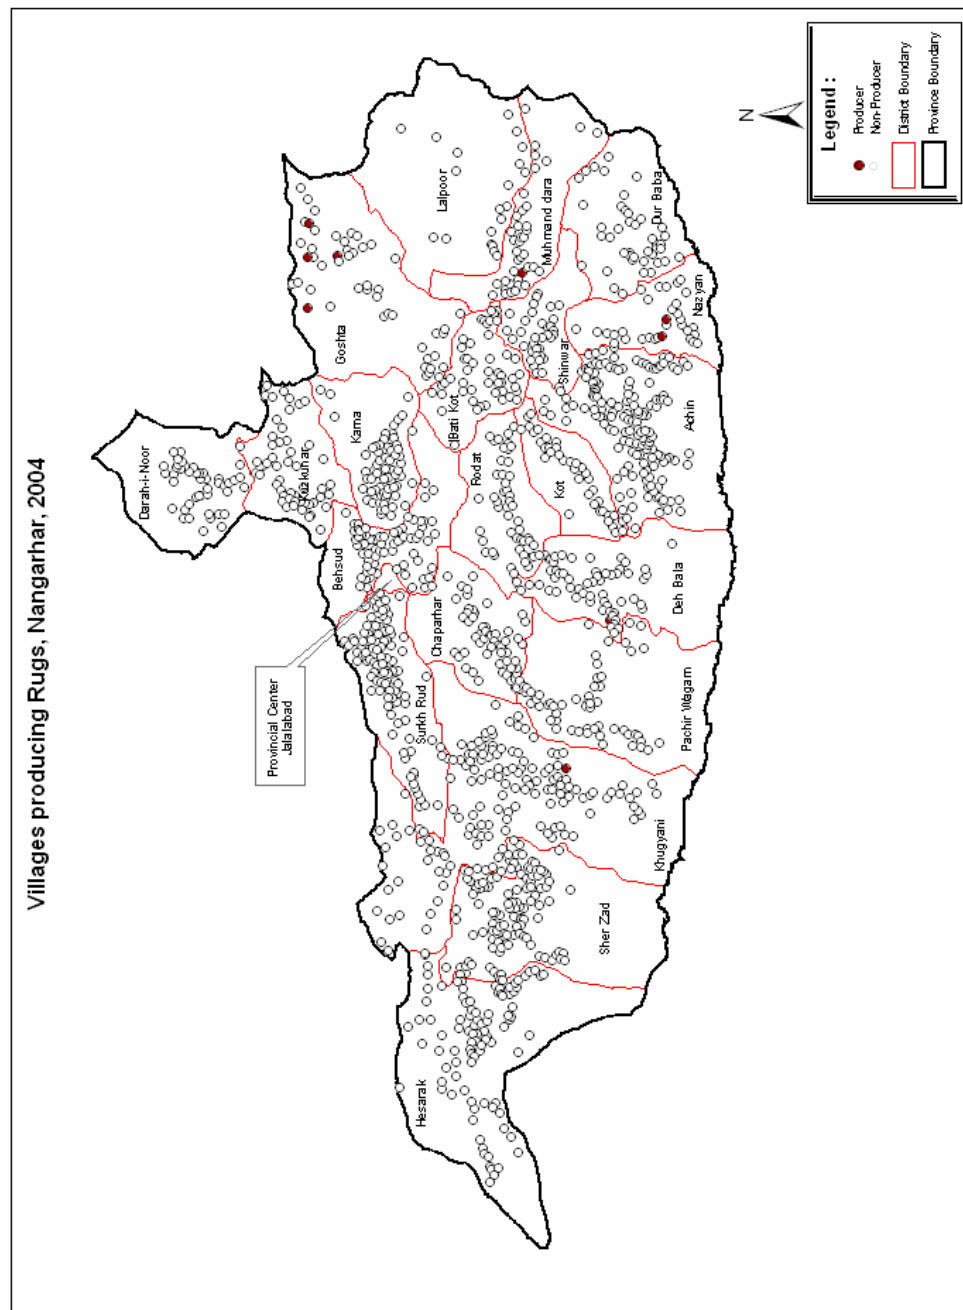 Villages producing Rugs, Nangarhar, 2004
Darah-i-Noor
Kuzkunar
Goshta
Kama
Behsud
Lalpoor
Provincial Center
Jalalabad
Bati Kot
Muhmand dara
Surkh Rud
Chaparhar
Rodat
Shinwar
Dur Baba
Hesarak
Kot
Nazyan
Achin
Deh Bala
Pachir Wagam
Khugyani
Sher Zad
N
Legend :
Producer
Non-Producer
District Boundary
Province Boundary